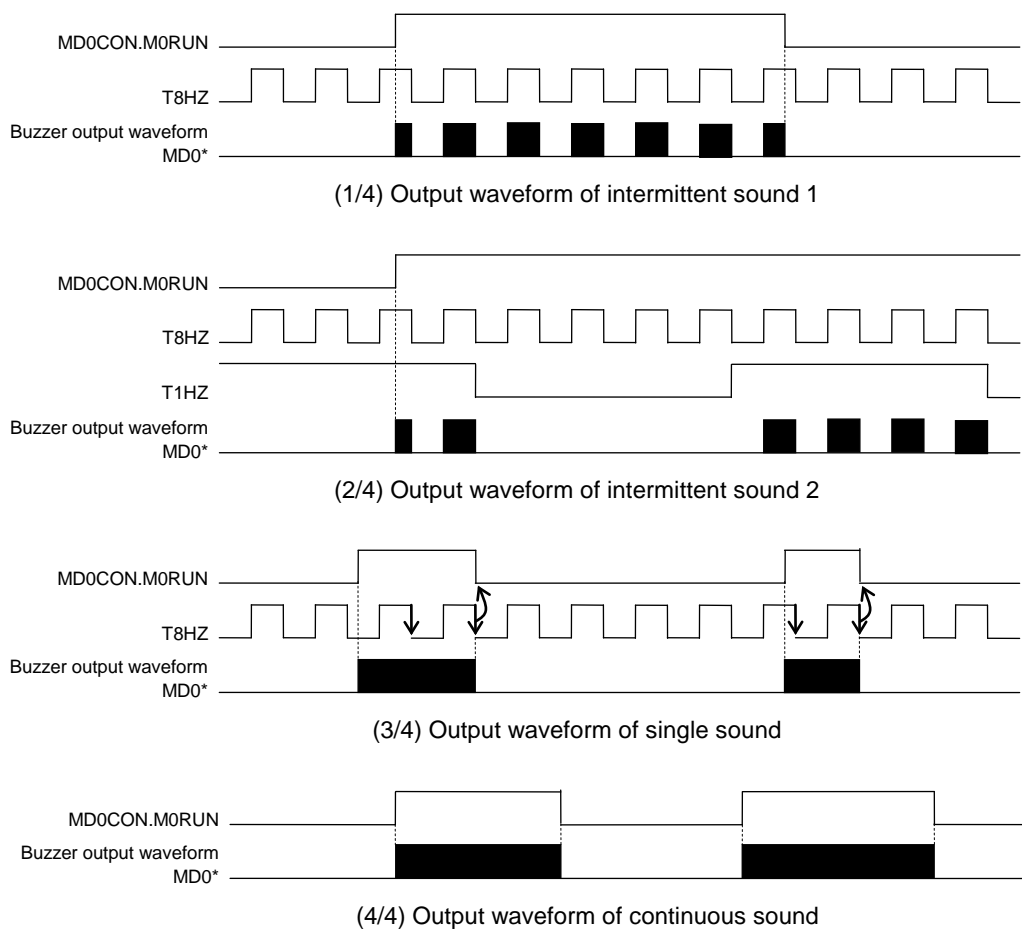 MD0CON.M0RUN
T8HZ
Buzzer output waveform
MD0*
(1/4) Output waveform of intermittent sound 1
MD0CON.M0RUN
T8HZ
T1HZ
Buzzer output waveform
MD0*
(2/4) Output waveform of intermittent sound 2
MD0CON.M0RUN
T8HZ
Buzzer output waveform
MD0*
(3/4) Output waveform of single sound
MD0CON.M0RUN
Buzzer output waveform
MD0*
(4/4) Output waveform of continuous sound